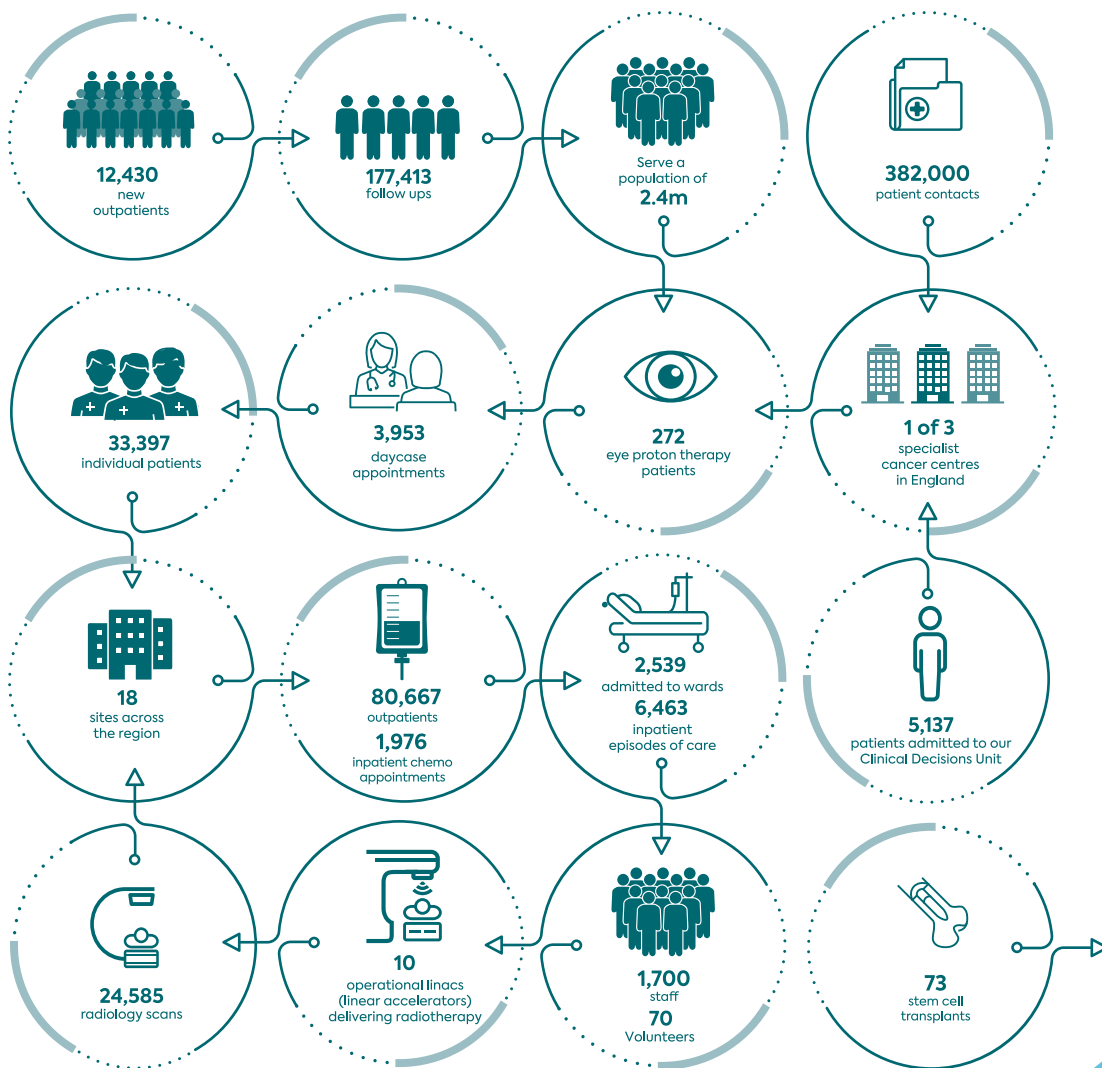 12,430
new
outpatients
177,413
follow ups
Serve a
population of
2.4m
382,000
patient contacts
33,397
individual patients
3,953
daycase
appointments
272
eye proton therapy
patients
1 of 3
specialist
cancer centres
in England
18
sites across
the region
80,667
outpatients
1,976
inpatient chemo
appointments
2,539
admitted to wards
6,463
inpatient
episodes of care
5,137
patients admitted to our
Clinical Decisions Unit
24,585
radiology scans
10
operational linacs
(linear accelerators)
delivering radiotherapy
1,700
staff
70
Volunteers
73
stem cell
transplants